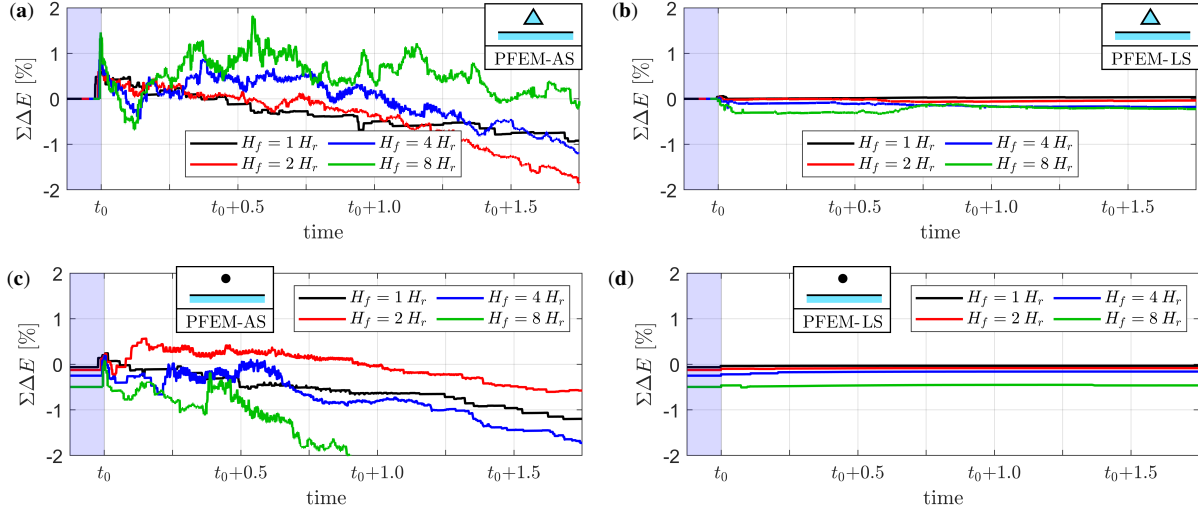 (a)
ΣΔE [%]
2
1
0
-1
-2
PFEM-AS
H_f = 1 H_r
H_f = 4 H_r
H_f = 2 H_r
H_f = 8 H_r
t_0
t_0+0.5
t_0+1.0
t_0+1.5
time
(b)
ΣΔE [%]
2
1
0
-1
-2
PFEM-LS
H_f = 1 H_r
H_f = 4 H_r
H_f = 2 H_r
H_f = 8 H_r
t_0
t_0+0.5
t_0+1.0
t_0+1.5
time
(c)
ΣΔE [%]
2
1
0
-1
-2
PFEM-AS
H_f = 1 H_r
H_f = 4 H_r
H_f = 2 H_r
H_f = 8 H_r
t_0
t_0+0.5
t_0+1.0
t_0+1.5
time
(d)
ΣΔE [%]
2
1
0
-1
-2
PFEM-LS
H_f = 1 H_r
H_f = 4 H_r
H_f = 2 H_r
H_f = 8 H_r
t_0
t_0+0.5
t_0+1.0
t_0+1.5
time